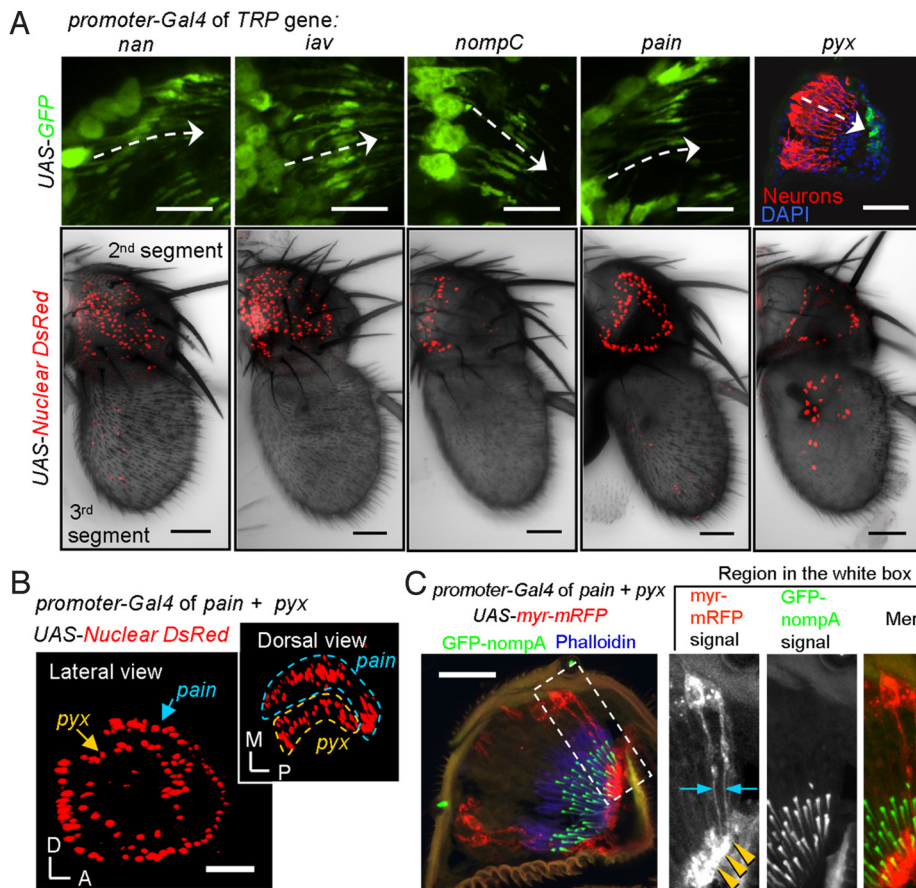 A
promoter-Gal4 of TRP gene:
nan iav nompC pain pyx
UAS-GFP
Neurons
DAPI
UAS-Nuclear DsRed
2nd segment
3rd
segment
B
promoter-Gal4 of pain + pyx
UAS-Nuclear DsRed
Lateral view
pain
pyx
D
A
Dorsal view
pain
pyx
M
P
C
promoter-Gal4 of pain + pyx
UAS-myr-mRFP
GFP-nompA Phalloidin
Region in the white box
myr-
mRFP
signal
GFP-
nompA
signal